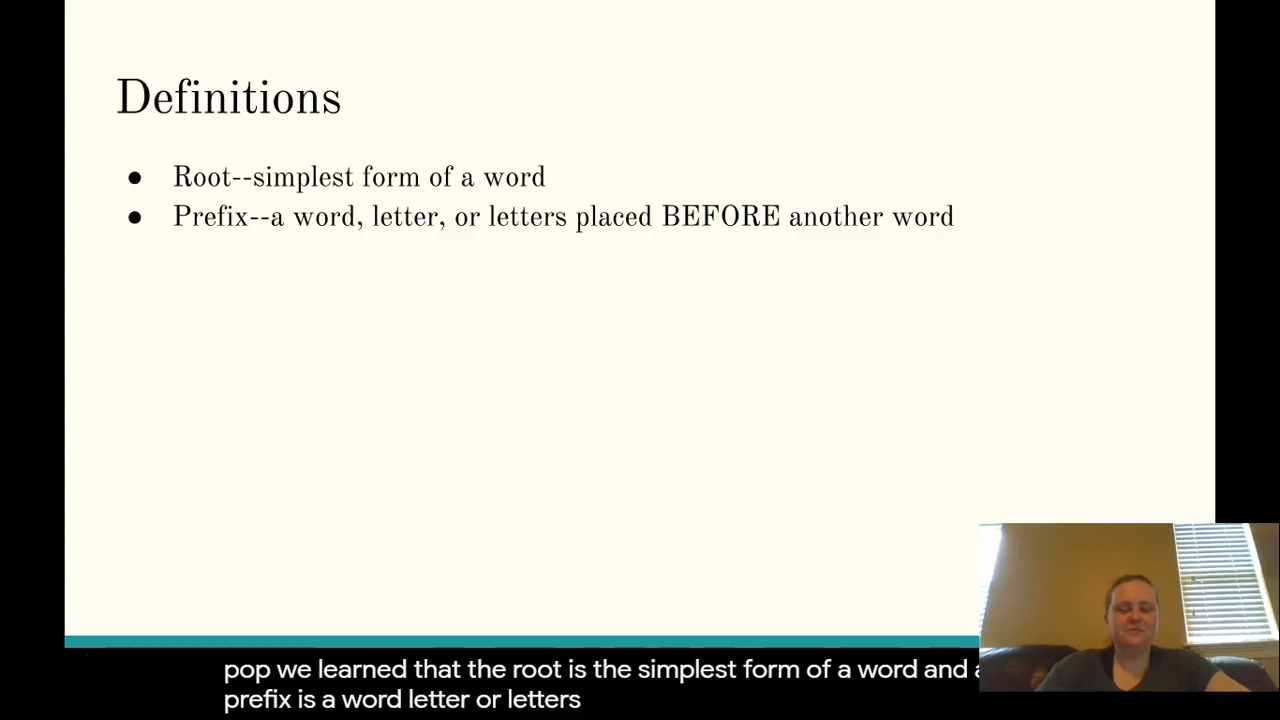 Definitions
● Root--simplest form of a word
● Prefix--a word, letter, or letters placed BEFORE another word
pop we learned that the root is the simplest form of a word and
prefix is a word letter or letters